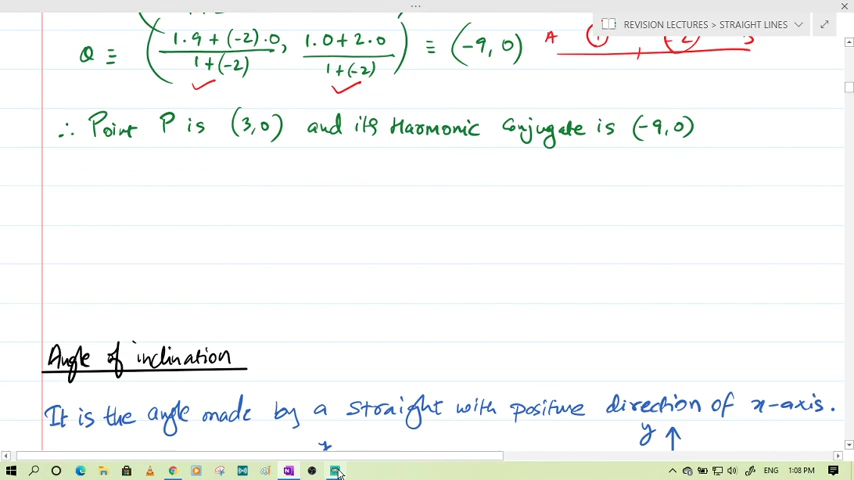 REVISION LECTURES > STRAIGHT LINES
Q ≡ ( 1.9 + (-2).0 / 1+(-2) , 1.0 + 2.0 / 1+(-2) ) ≡ (-9, 0)
A 1 -2
∴ Point P is (3,0) and its Harmonic Conjugate is (-9,0)
Angle of inclination
It is the angle made by a straight with positive direction of x-axis.
y
ENG 1:08 PM